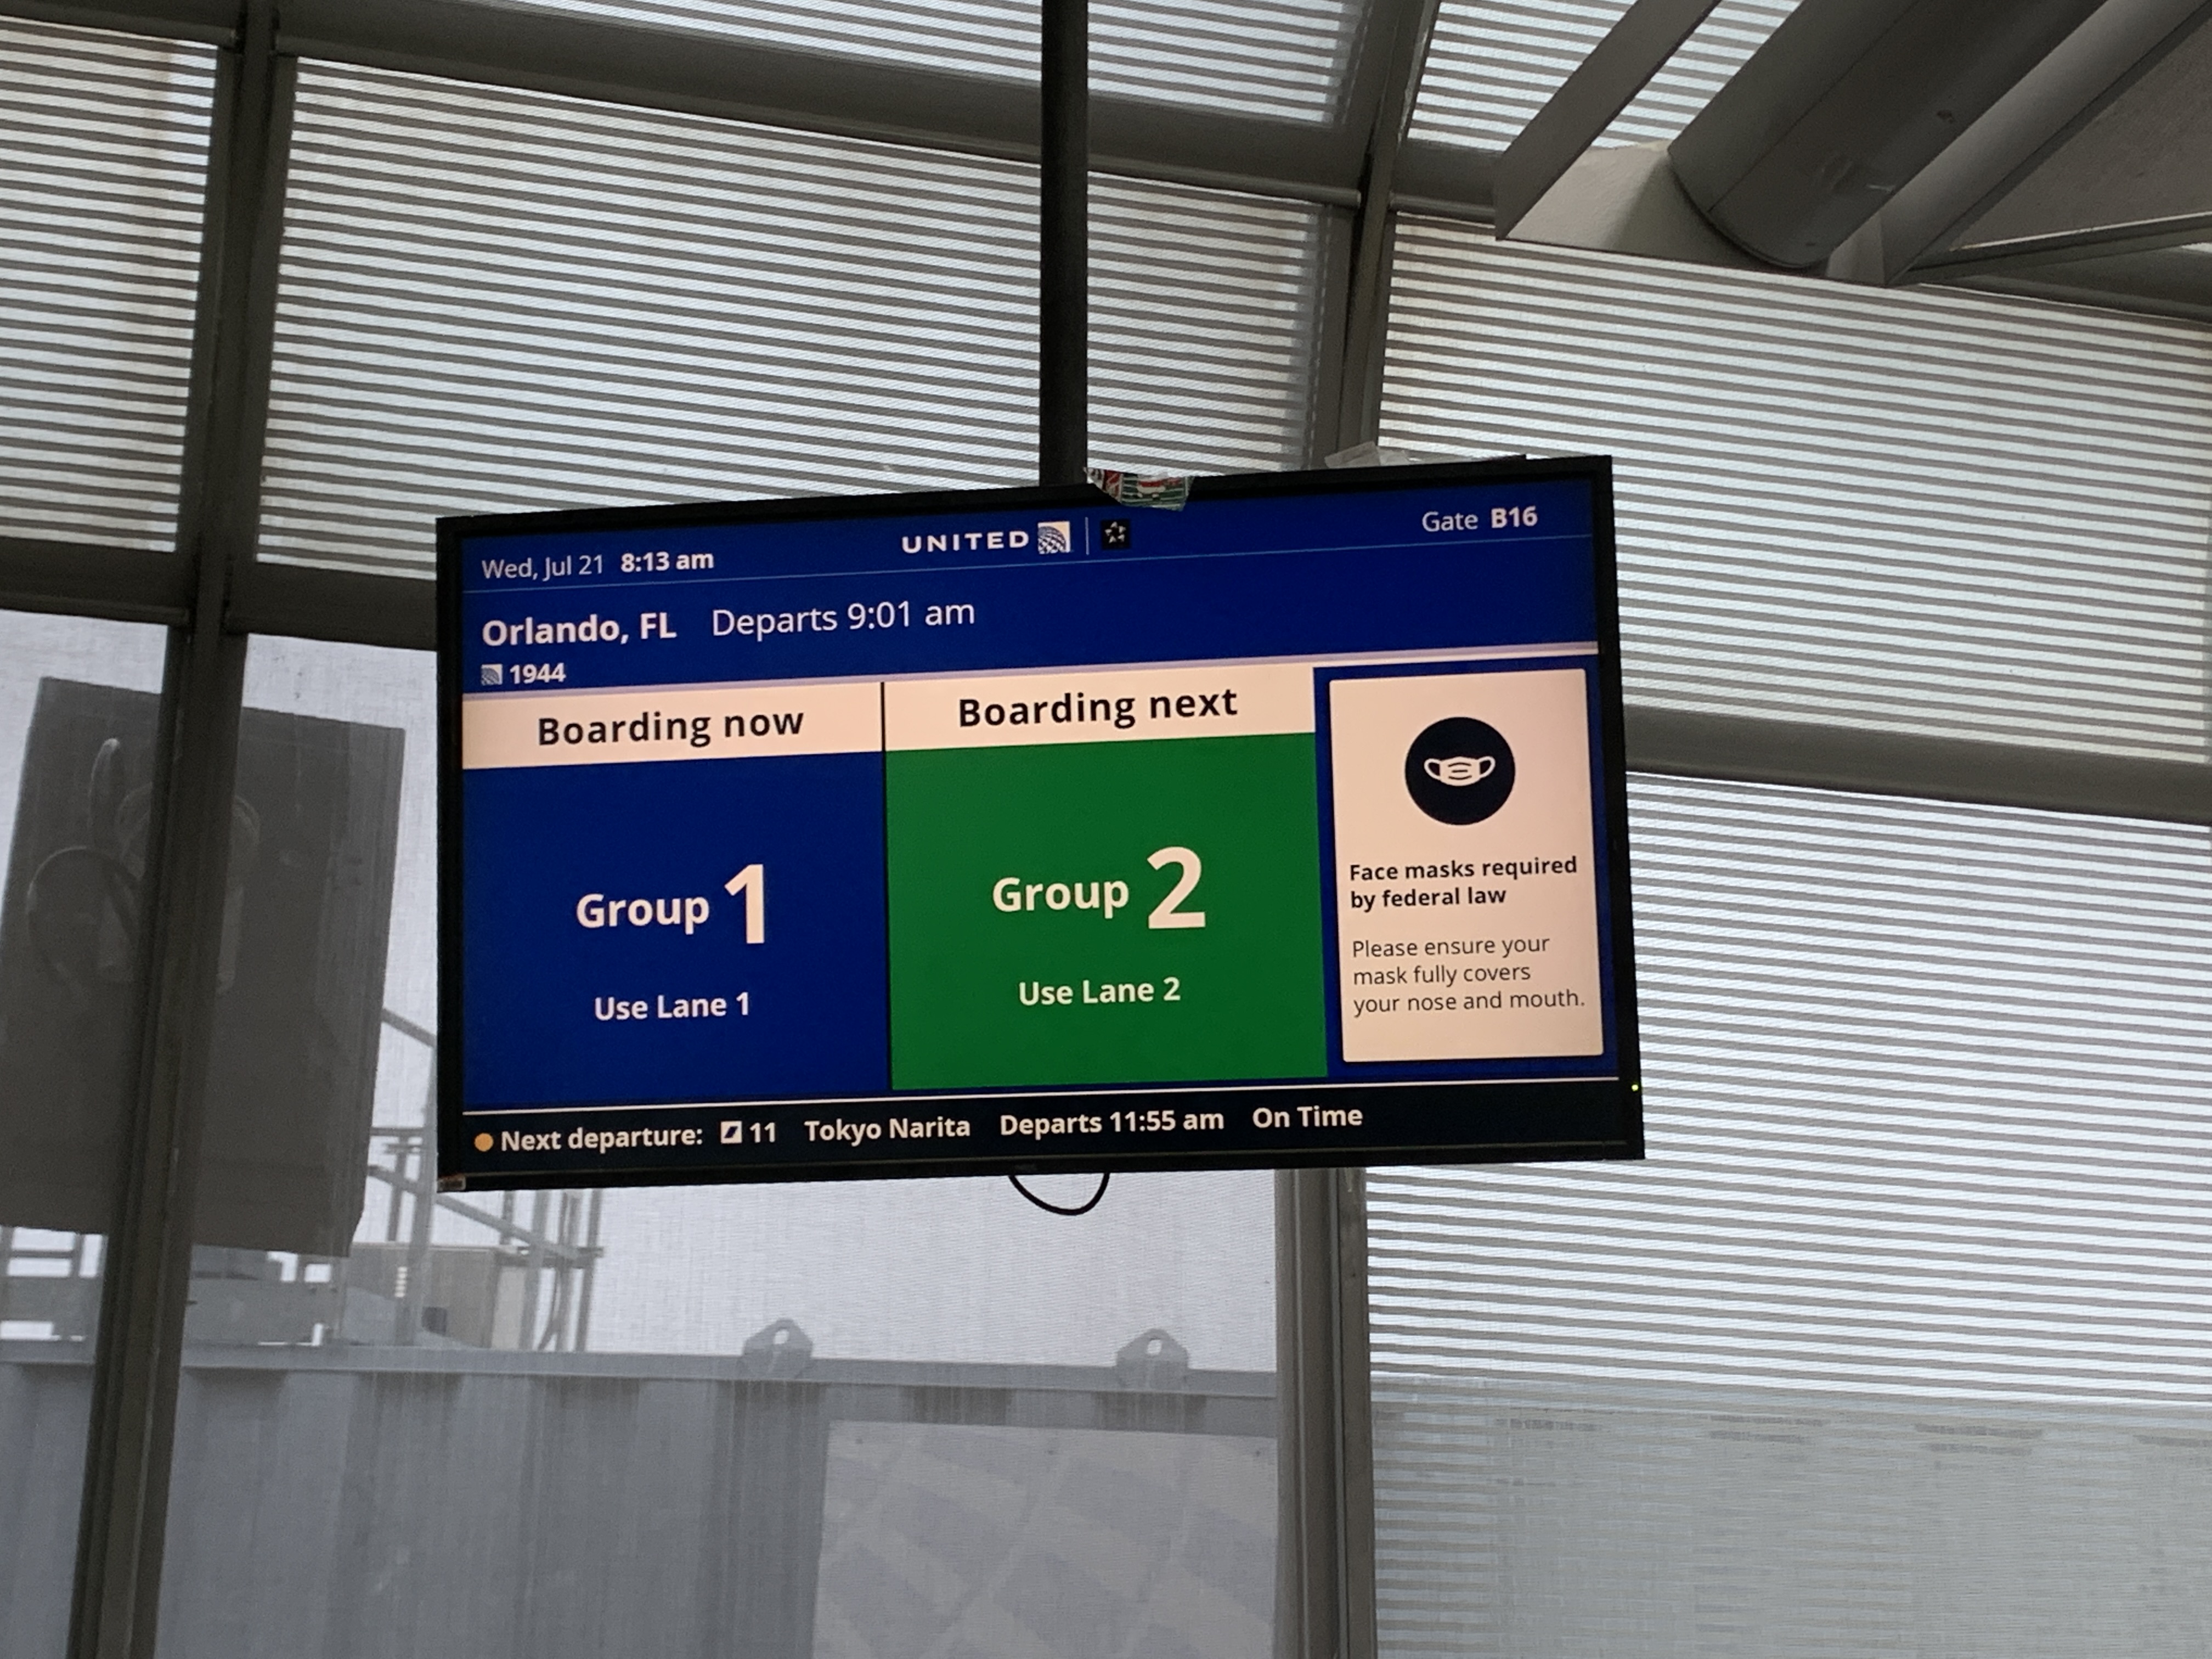 Wed, Jul 21 8:13 am
UNITED
Gate B16
Orlando, FL Departs 9:01 am
1944
Boarding now
Group 1
Use Lane 1
Boarding next
Group 2
Use Lane 2
Face masks required
by federal law
Please ensure your
mask fully covers
your nose and mouth.
Next departure: 11 Tokyo Narita Departs 11:55 am On Time